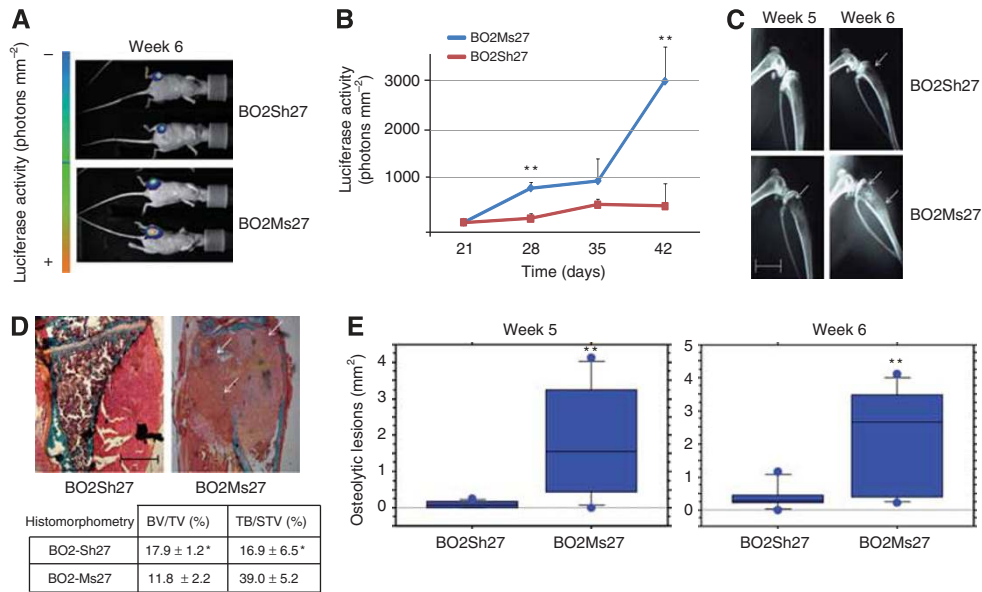 A
Week 6
Luciferase activity (photons mm−2)
−
+
BO2Sh27
BO2Ms27
B
BO2Ms27
BO2Sh27
**
**
3000
2000
1000
Luciferase activity
(photons mm−2)
21 28 35 42
Time (days)
C
Week 5 Week 6
BO2Sh27
BO2Ms27
D
BO2Sh27 BO2Ms27
Histomorphometry BV/TV (%) TB/STV (%)
BO2-Sh27 17.9 ± 1.2* 16.9 ± 6.5*
BO2-Ms27 11.8 ± 2.2 39.0 ± 5.2
E
Week 5
**
Osteolytic lesions (mm2)
4
3
2
1
0
BO2Sh27 BO2Ms27
Week 6
**
5
4
3
2
1
0
BO2Sh27 BO2Ms27